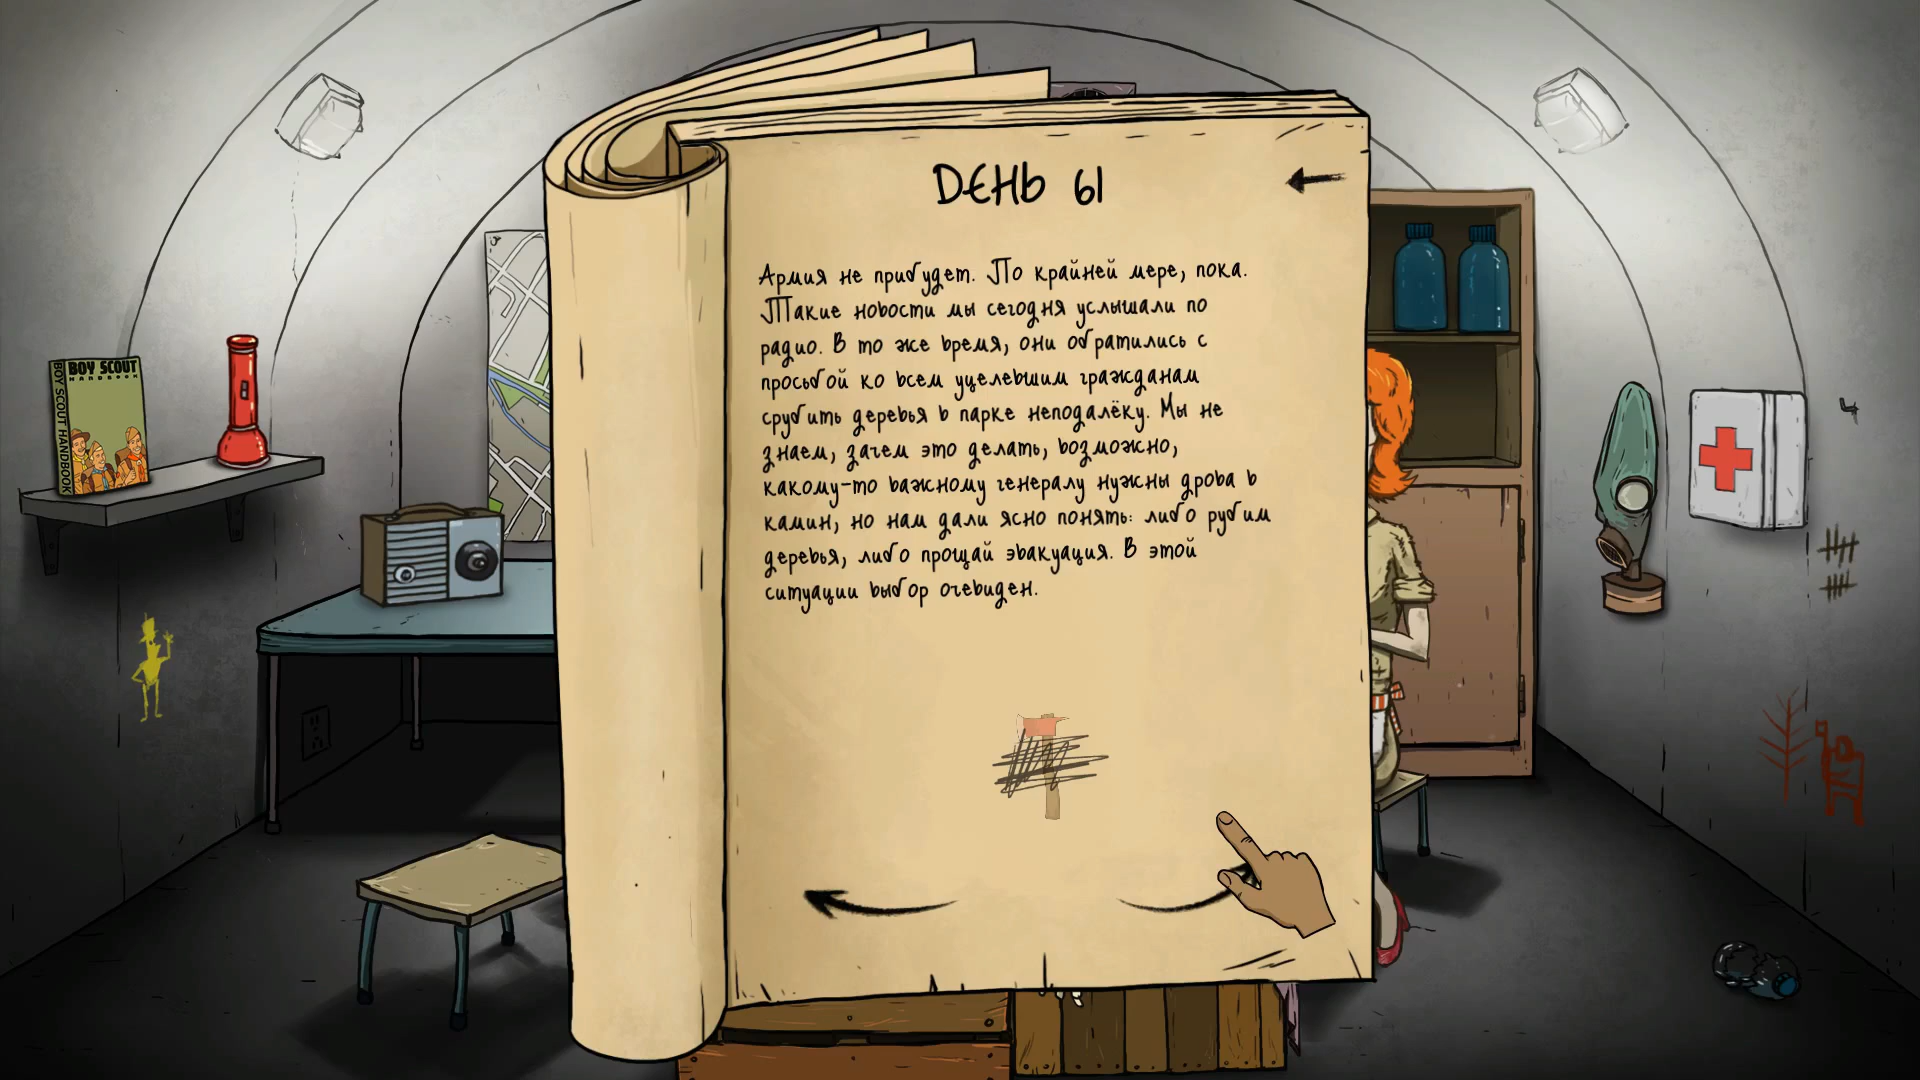 ДЕНЬ 61
Армия не прибудет. По крайней мере, пока.
Такие новости мы сегодня услышали по
радио. В то же время, они обратились с
просьбой ко всем уцелевшим гражданам
срубить деревья в парке неподалёку. Мы не
знаем, зачем это делать, возможно,
какому-то важному генералу нужны дрова в
камин, но нам дали ясно понять: либо рубим
деревья, либо прощай эвакуация. В этой
ситуации выбор очевиден.
BOY SCOUT
HANDBOOK
BOY SCOUT HANDBOOK